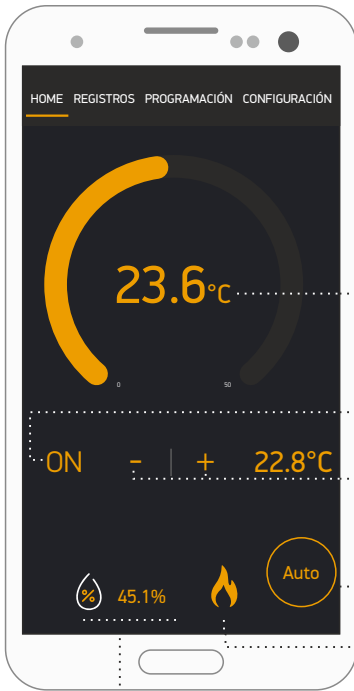 HOME REGISTROS PROGRAMACIÓN CONFIGURACIÓN
23.6°C
0 50
ON - + 22.8°C
Auto
% 45.1%